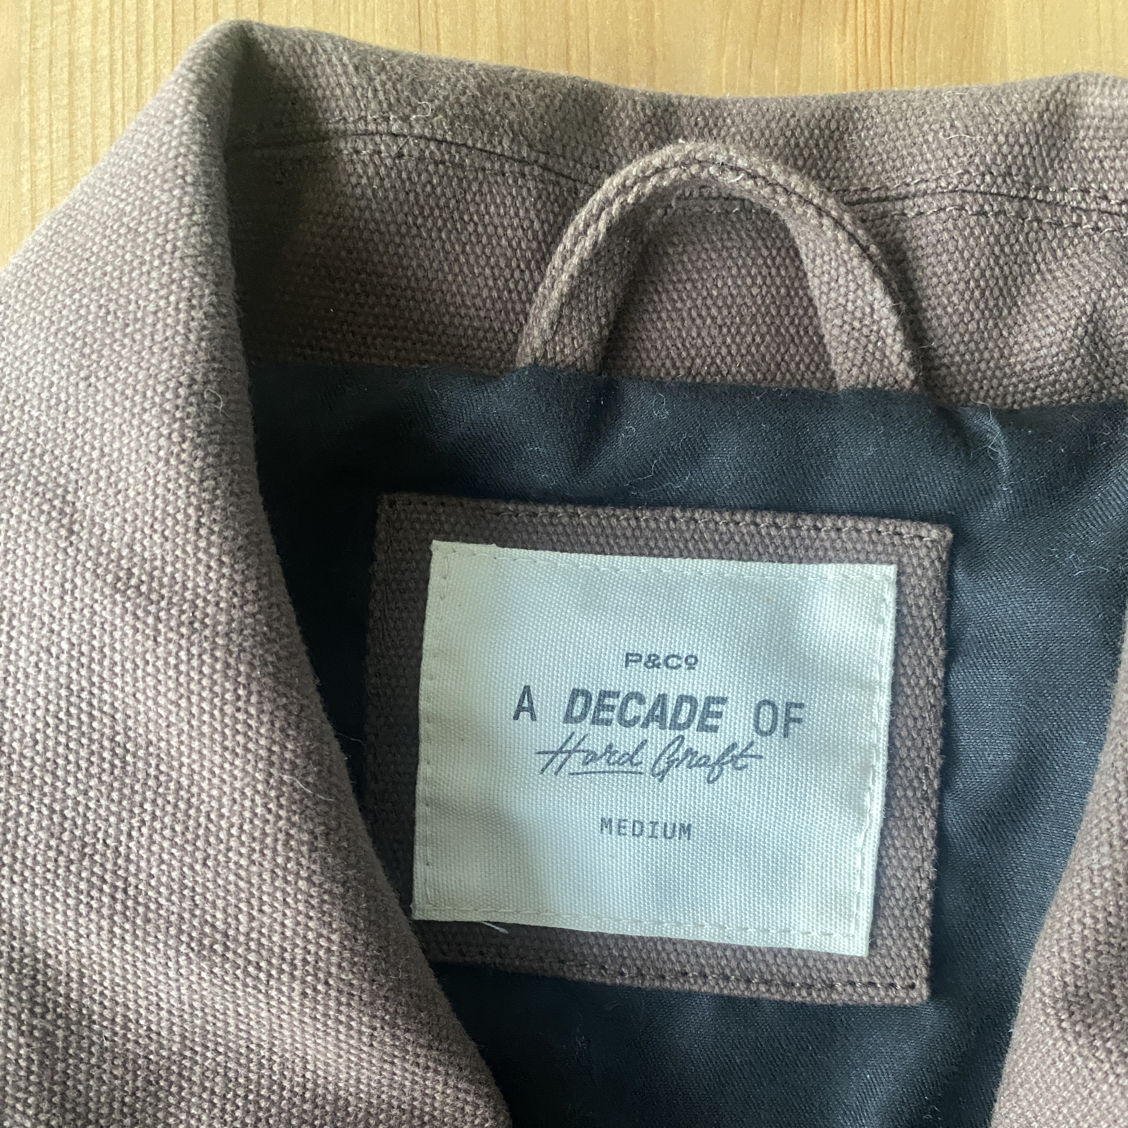 P&Cº
A DECADE OF
Hard Graft
MEDIUM